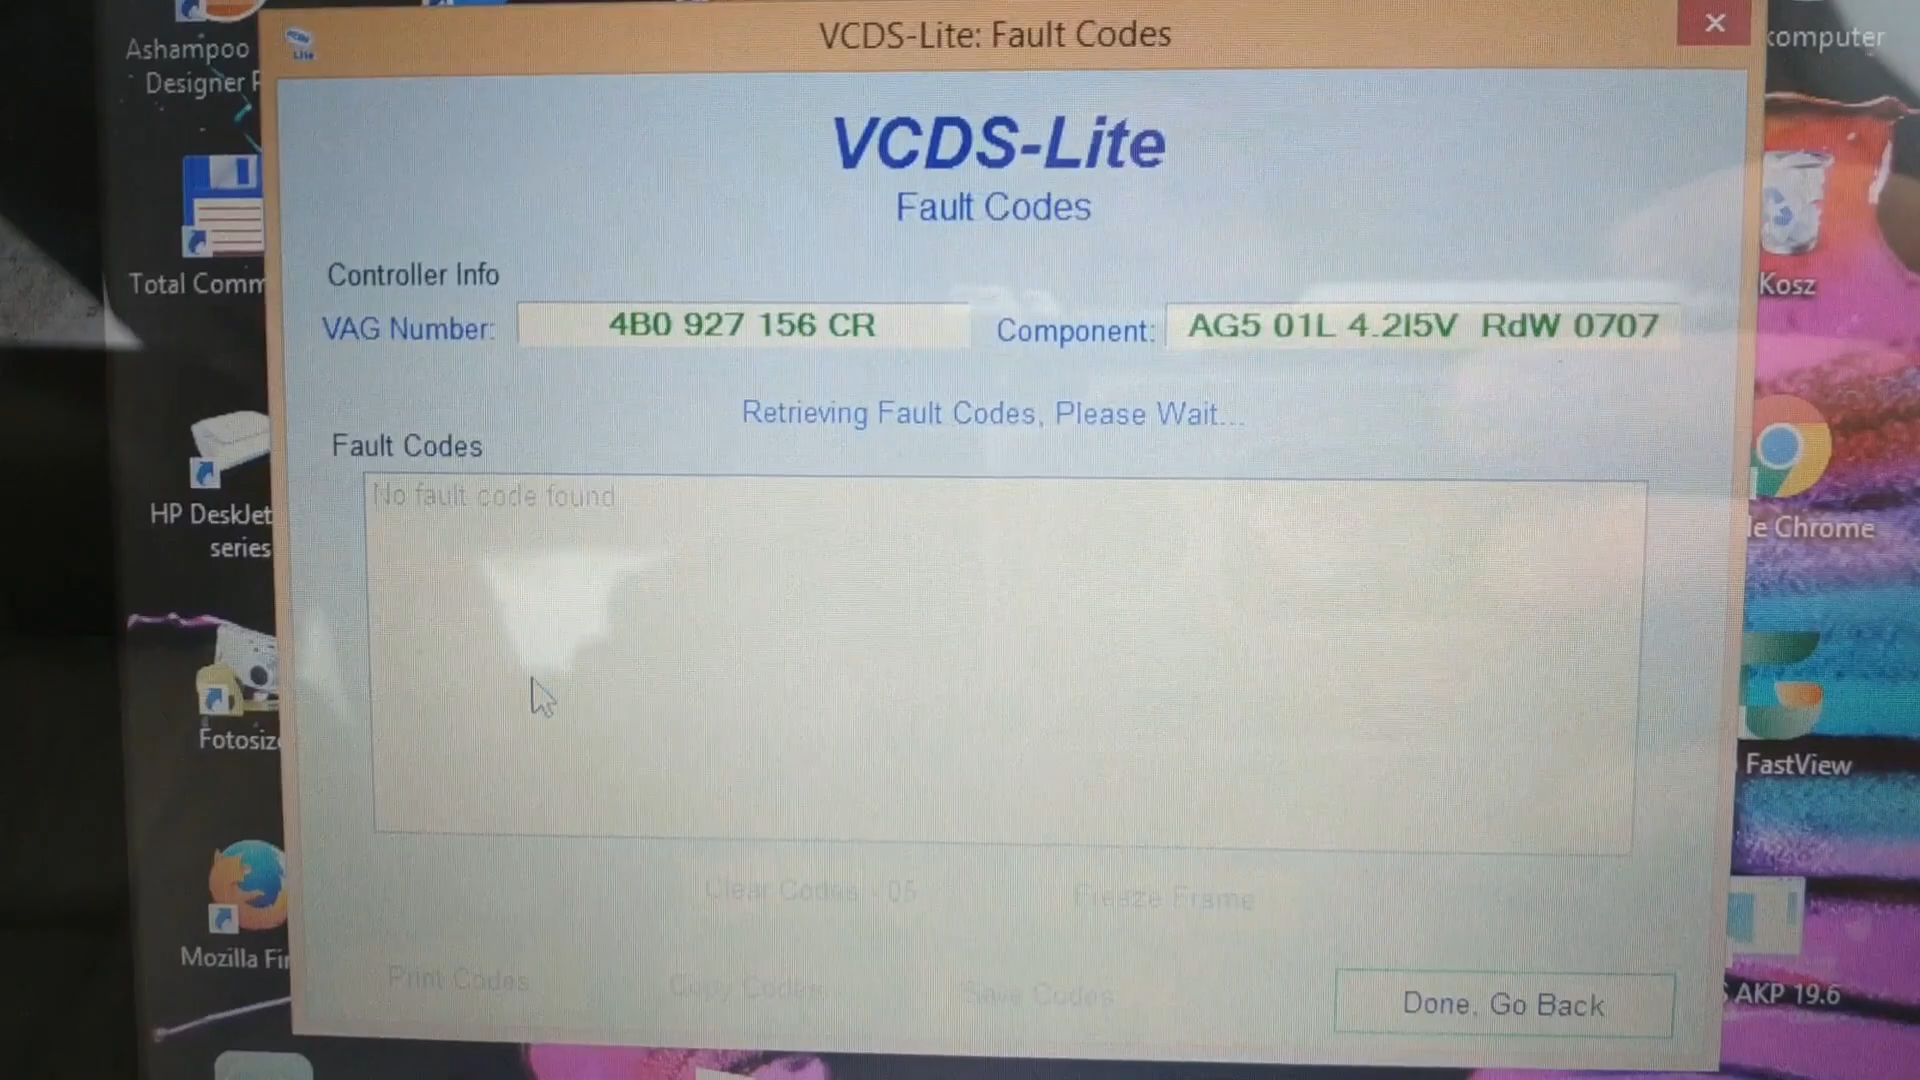 VCDS-Lite: Fault Codes
computer
Ashampoo
Designer
VCDS-Lite
Fault Codes
Total Comm
Controller Info
Kosz
VAG Number: 4B0 927 156 CR Component: AG5 01L 4.2l5V RdW 0707
Retrieving Fault Codes, Please Wait...
Fault Codes
No fault code found
HP DeskJet
series
le Chrome
Fotosiz
FastView
Clear Codes - 05 Freeze Frame
Mozilla Fir
Print Codes Copy Codes Save Codes
Done, Go Back
AKP 19.6